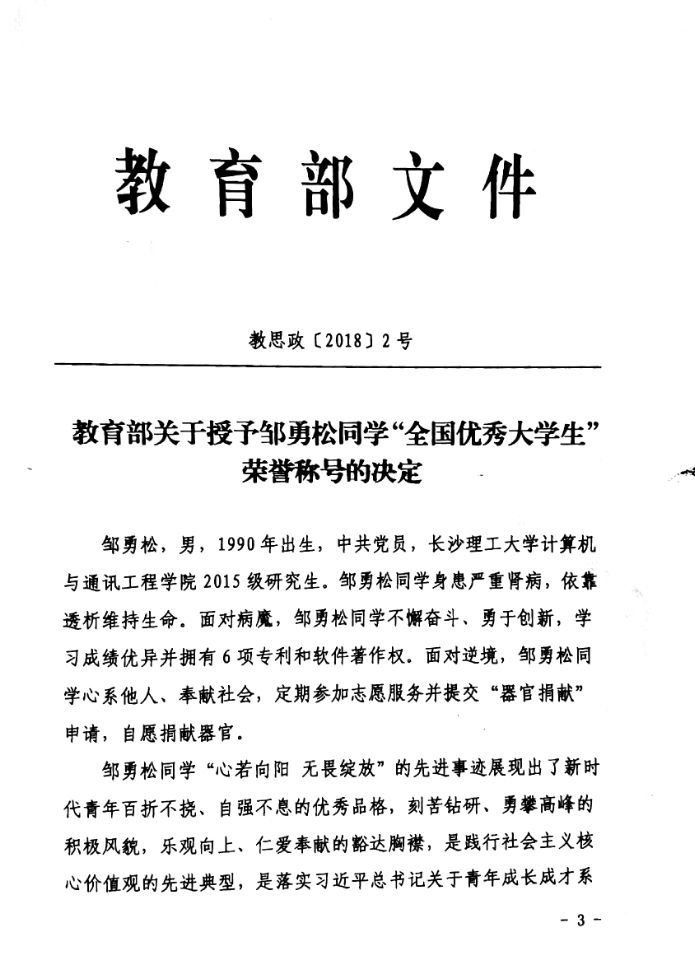 教育部文件
教思政〔2018〕2号
教育部关于授予邹勇松同学“全国优秀大学生”
荣誉称号的决定
邹勇松，男，1990年出生，中共党员，长沙理工大学计算机
与通讯工程学院2015级研究生。邹勇松同学身患严重肾病，依靠
透析维持生命。面对病魔，邹勇松同学不懈奋斗、勇于创新，学
习成绩优异并拥有6项专利和软件著作权。面对逆境，邹勇松同
学心系他人、奉献社会，定期参加志愿服务并提交“器官捐献”
申请，自愿捐献器官。
邹勇松同学“心若向阳 无畏绽放”的先进事迹展现出了新时
代青年百折不挠、自强不息的优秀品格，刻苦钻研、勇攀高峰的
积极风貌，乐观向上、仁爱奉献的豁达胸襟，是践行社会主义核
心价值观的先进典型，是落实习近平总书记关于青年成长成才系
- 3 -